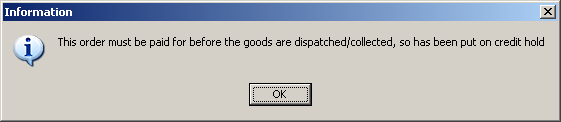 Information
This order must be paid for before the goods are dispatched/collected, so has been put on credit hold
OK